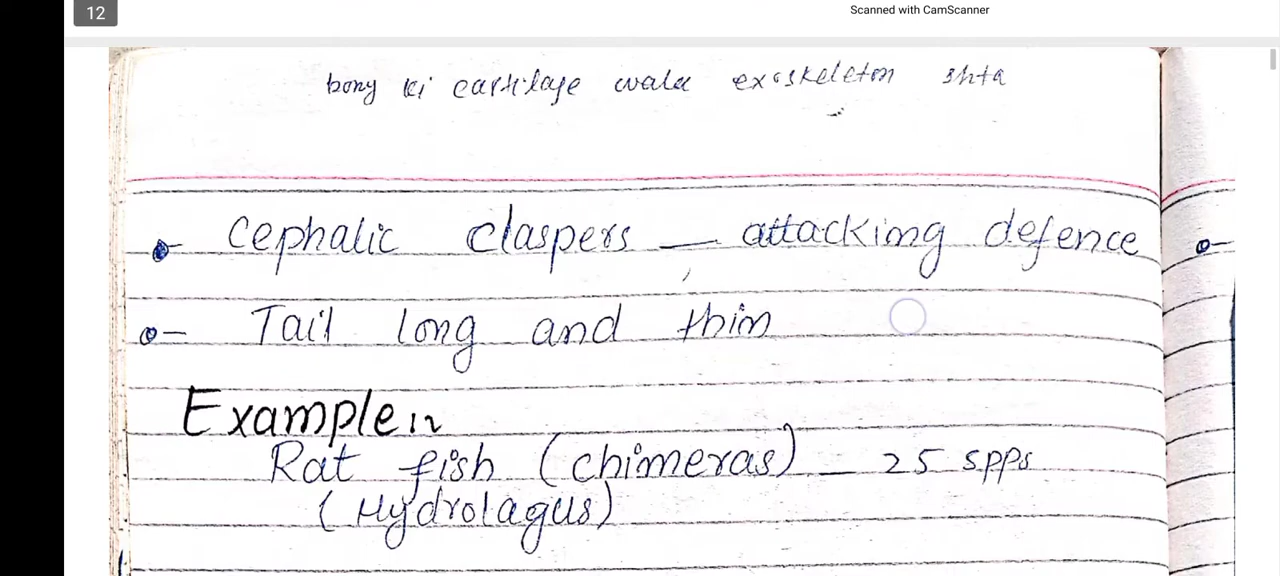 12
Scanned with CamScanner
bony ki cartilage wala exoskeleton shta
Cephalic claspers — attacking defence
Tail long and thin
Example:
Rat fish (chimeras) — 25 spps
(Hydrolagus)